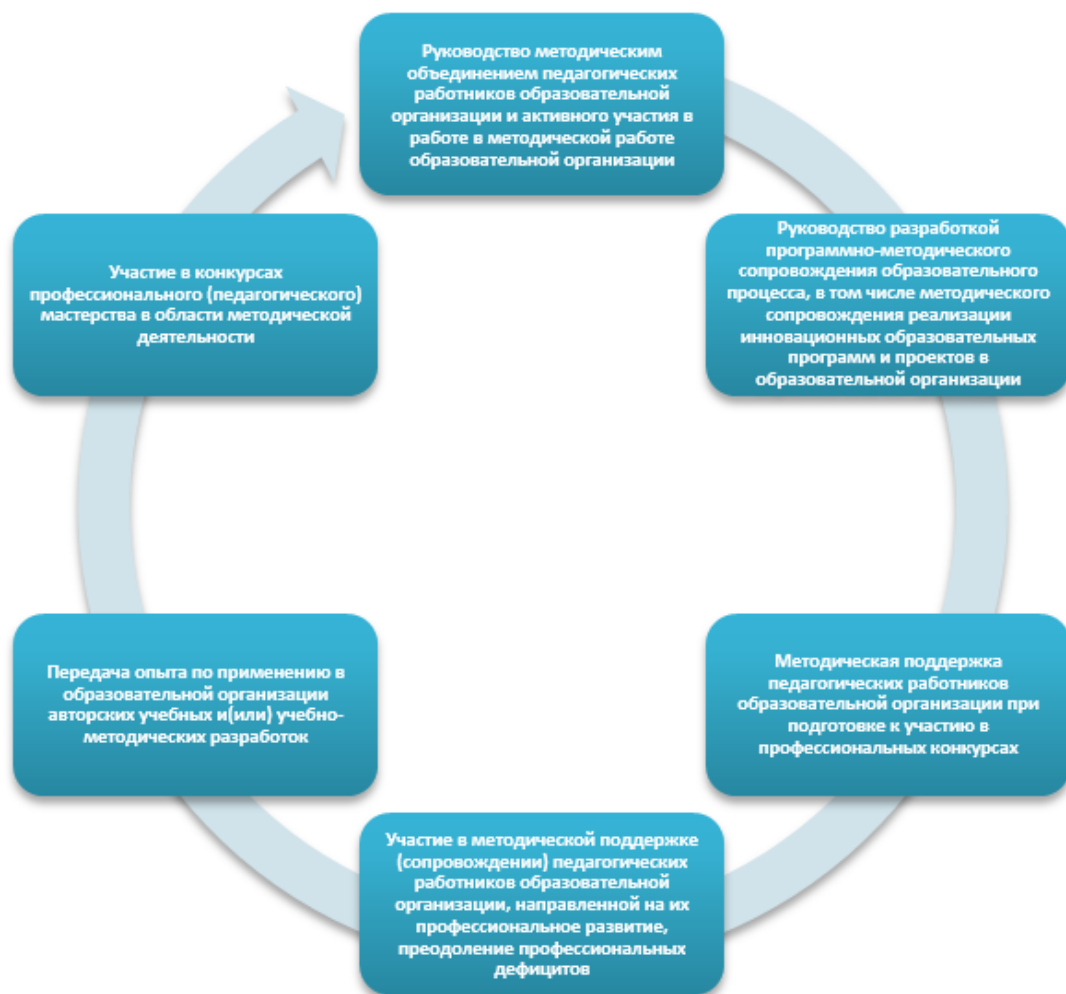 Руководство методическим
объединением педагогических
работников образовательной
организации и активного участия в
работе в методической работе
образовательной организации
Руководство разработкой
программно-методического
сопровождения образовательного
процесса, в том числе методического
сопровождения реализации
инновационных образовательных
программ и проектов в
образовательной организации
Методическая поддержка
педагогических работников
образовательной организации при
подготовке к участию в
профессиональных конкурсах
Участие в методической поддержке
(сопровождении) педагогических
работников образовательной
организации, направленной на их
профессиональное развитие,
преодоление профессиональных
дефицитов
Передача опыта по применению в
образовательной организации
авторских учебных и(или) учебно-
методических разработок
Участие в конкурсах
профессионального (педагогического)
мастерства в области методической
деятельности